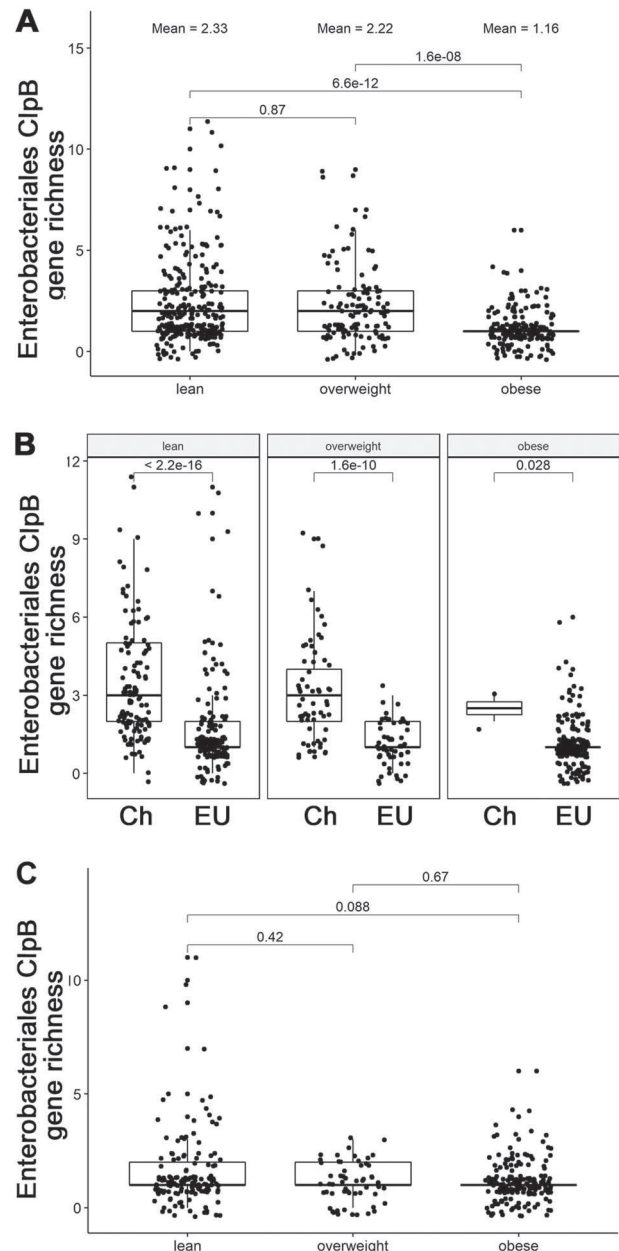 A
Mean = 2.33 Mean = 2.22 Mean = 1.16
1.6e-08
6.6e-12
0.87
Enterobacteriales ClpB
gene richness
15
10
5
0
lean overweight obese
B
lean overweight obese
< 2.2e-16 1.6e-10 0.028
Enterobacteriales ClpB
gene richness
12
9
6
3
0
Ch EU Ch EU Ch EU
C
0.67
0.088
0.42
Enterobacteriales ClpB
gene richness
10
5
0
lean overweight obese